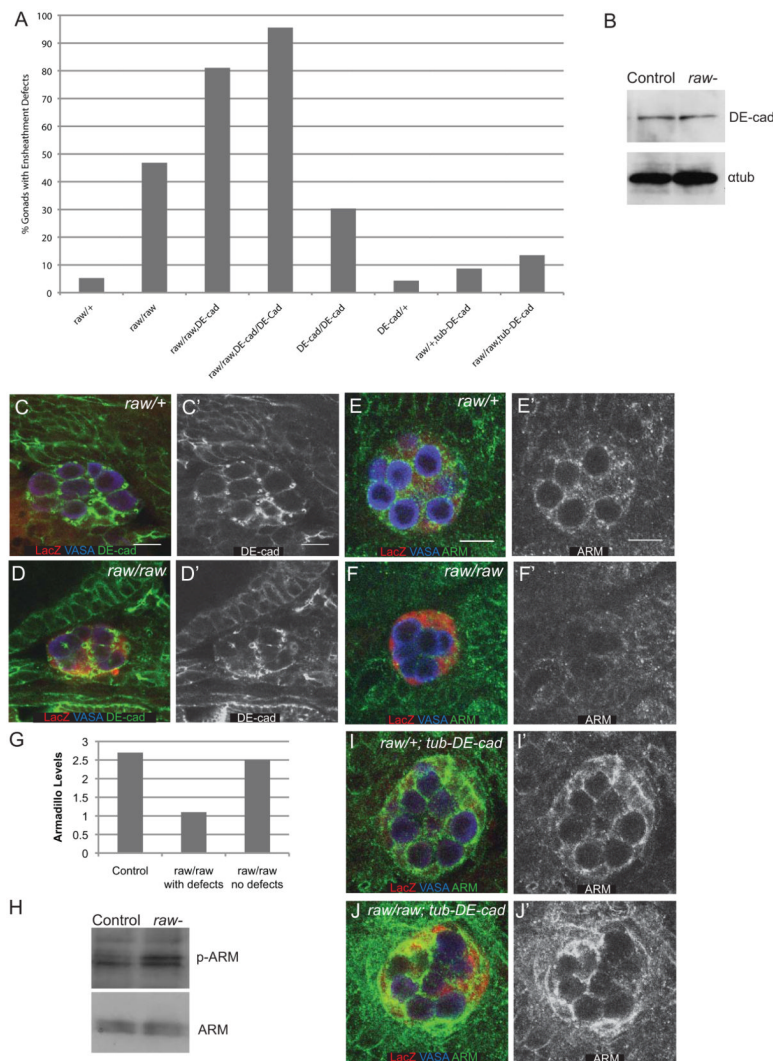 A
100
90
80
70
60
50
40
30
20
10
0
% Gonads with Ensheathment Defects
raw/+
raw/raw
raw/raw,DE-cad
raw/raw,DE-cad/DE-Cad
DE-cad/DE-cad
DE-cad/+
raw/+,tub-DE-cad
raw/raw,tub-DE-cad
B
Control raw-
DE-cad
αtub
C raw/+
LacZ VASA DE-cad
C'
DE-cad
D raw/raw
LacZ VASA DE-cad
D'
DE-cad
E raw/+
LacZ VASA ARM
E'
ARM
F raw/raw
LacZ VASA ARM
F'
ARM
G
3
2.5
2
1.5
1
0.5
0
Armadillo Levels
Control
raw/raw
with defects
raw/raw
no defects
H
Control raw-
p-ARM
ARM
I raw/+; tub-DE-cad
LacZ VASA ARM
I'
ARM
J raw/raw; tub-DE-cad
LacZ VASA ARM
J'
ARM